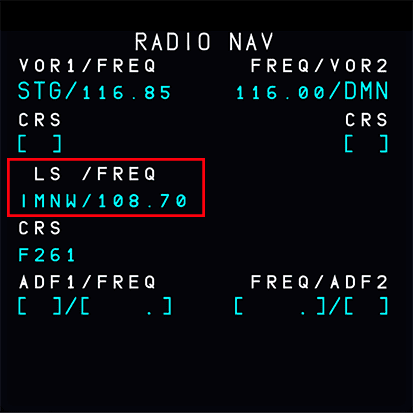 RADIO NAV
VOR1/FREQ FREQ/VOR2
STG/116.85 116.00/DMN
CRS CRS
[ ] [ ]
LS /FREQ
IMNW/108.70
CRS
F261
ADF1/FREQ FREQ/ADF2
[ ]/[ .] [ .]/[ ]